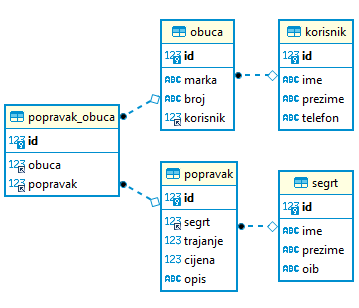 obuca
123 id
ABC marka
ABC broj
123 korisnik
korisnik
123 id
ABC ime
ABC prezime
ABC telefon
popravak_obuca
123 id
123 obuca
123 popravak
popravak
123 id
123 segrt
123 trajanje
123 cijena
ABC opis
segrt
123 id
ABC ime
ABC prezime
ABC oib